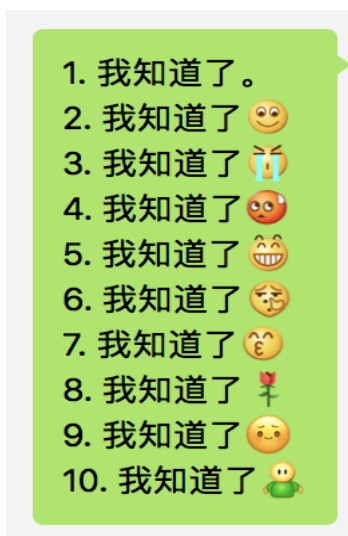 1. 我知道了。
2. 我知道了
3. 我知道了
4. 我知道了
5. 我知道了
6. 我知道了
7. 我知道了
8. 我知道了
9. 我知道了
10. 我知道了